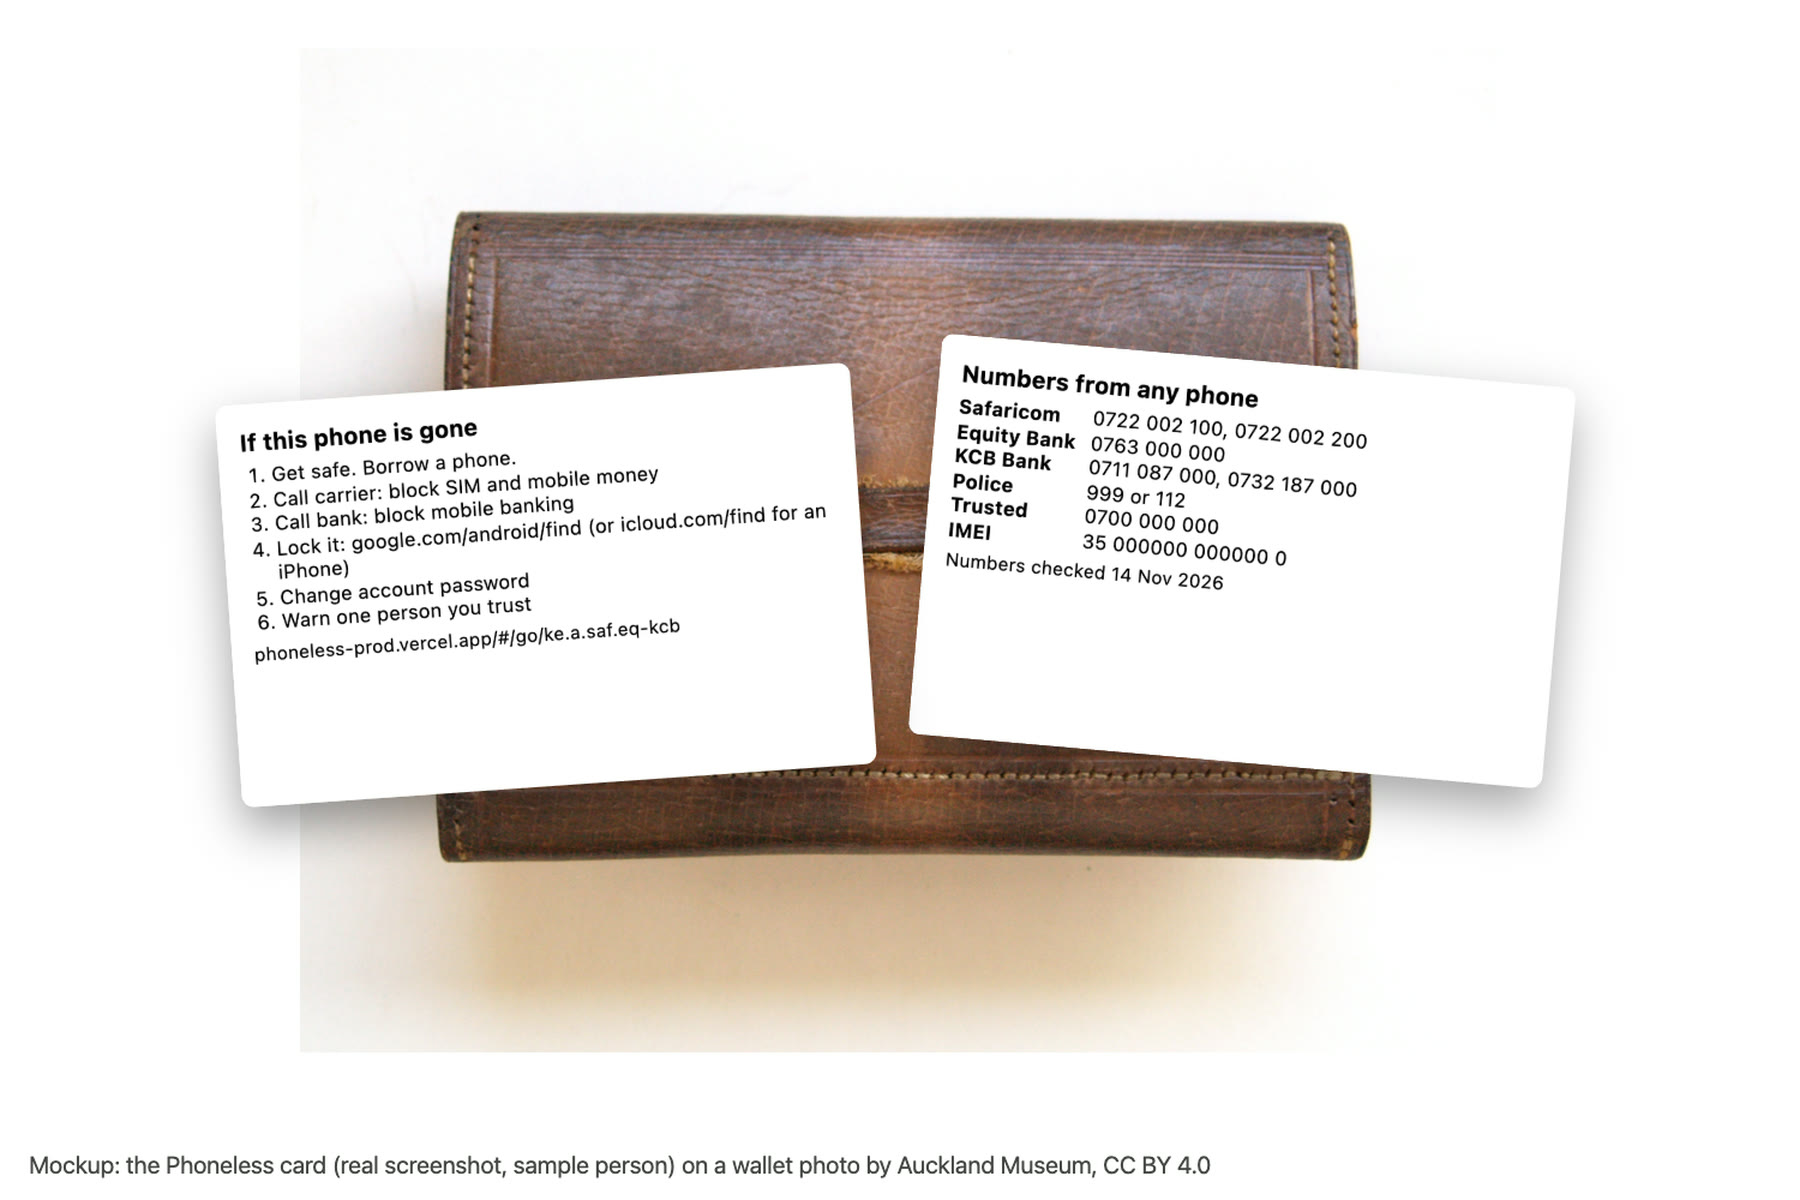 If this phone is gone
1. Get safe. Borrow a phone.
2. Call carrier: block SIM and mobile money
3. Call bank: block mobile banking
4. Lock it: google.com/android/find (or icloud.com/find for an
iPhone)
5. Change account password
6. Warn one person you trust
phoneless-prod.vercel.app/#/go/ke.a.saf.eq-kcb
Numbers from any phone
Safaricom 0722 002 100, 0722 002 200
Equity Bank 0763 000 000
KCB Bank 0711 087 000, 0732 187 000
Police 999 or 112
Trusted 0700 000 000
IMEI 35 000000 000000 0
Numbers checked 14 Nov 2026
Mockup: the Phoneless card (real screenshot, sample person) on a wallet photo by Auckland Museum, CC BY 4.0